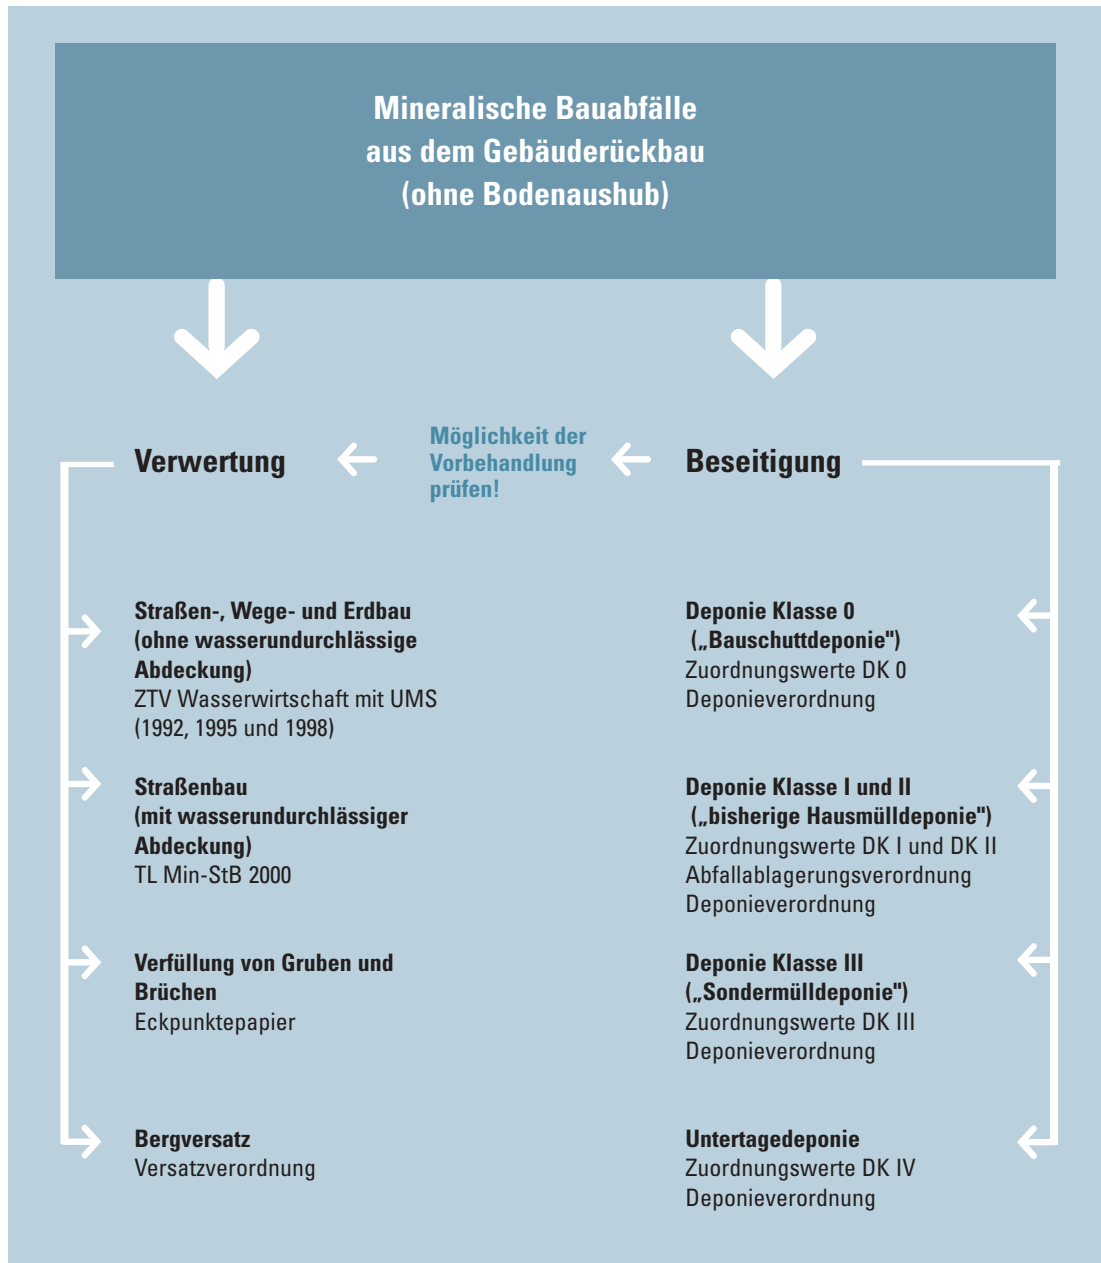 Mineralische Bauabfälle
aus dem Gebäuderückbau
(ohne Bodenaushub)
Verwertung
Möglichkeit der
Vorbehandlung
prüfen!
Beseitigung
Straßen-, Wege- und Erdbau
(ohne wasserundurchlässige
Abdeckung)
ZTV Wasserwirtschaft mit UMS
(1992, 1995 und 1998)
Straßenbau
(mit wasserundurchlässiger
Abdeckung)
TL Min-StB 2000
Verfüllung von Gruben und
Brüchen
Eckpunktepapier
Bergversatz
Versatzverordnung
Deponie Klasse 0
(„Bauschuttdeponie")
Zuordnungswerte DK 0
Deponieverordnung
Deponie Klasse I und II
(„bisherige Hausmülldeponie")
Zuordnungswerte DK I und DK II
Abfallablagerungsverordnung
Deponieverordnung
Deponie Klasse III
(„Sondermülldeponie")
Zuordnungswerte DK III
Deponieverordnung
Untertagedeponie
Zuordnungswerte DK IV
Deponieverordnung